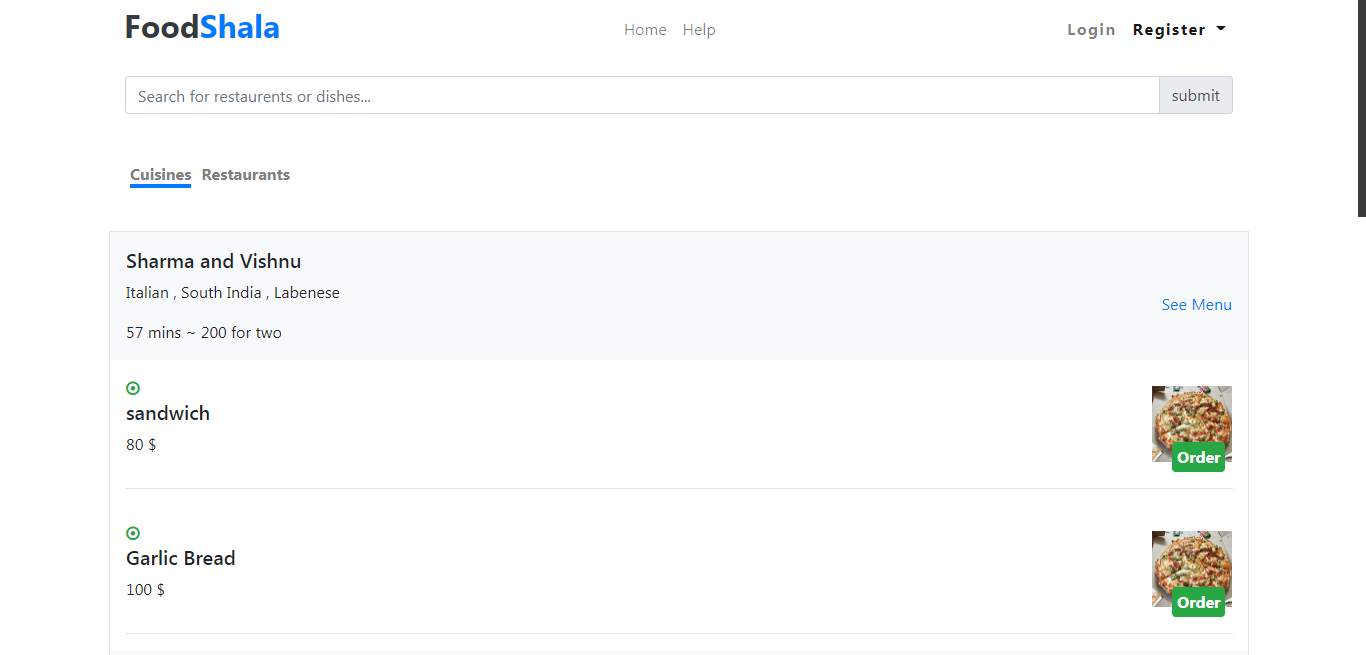 FoodShala
Home Help
Login Register
Search for restaurents or dishes...
submit
Cuisines Restaurants
Sharma and Vishnu
Italian , South India , Labenese
See Menu
57 mins ~ 200 for two
sandwich
80 $
Order
Garlic Bread
100 $
Order